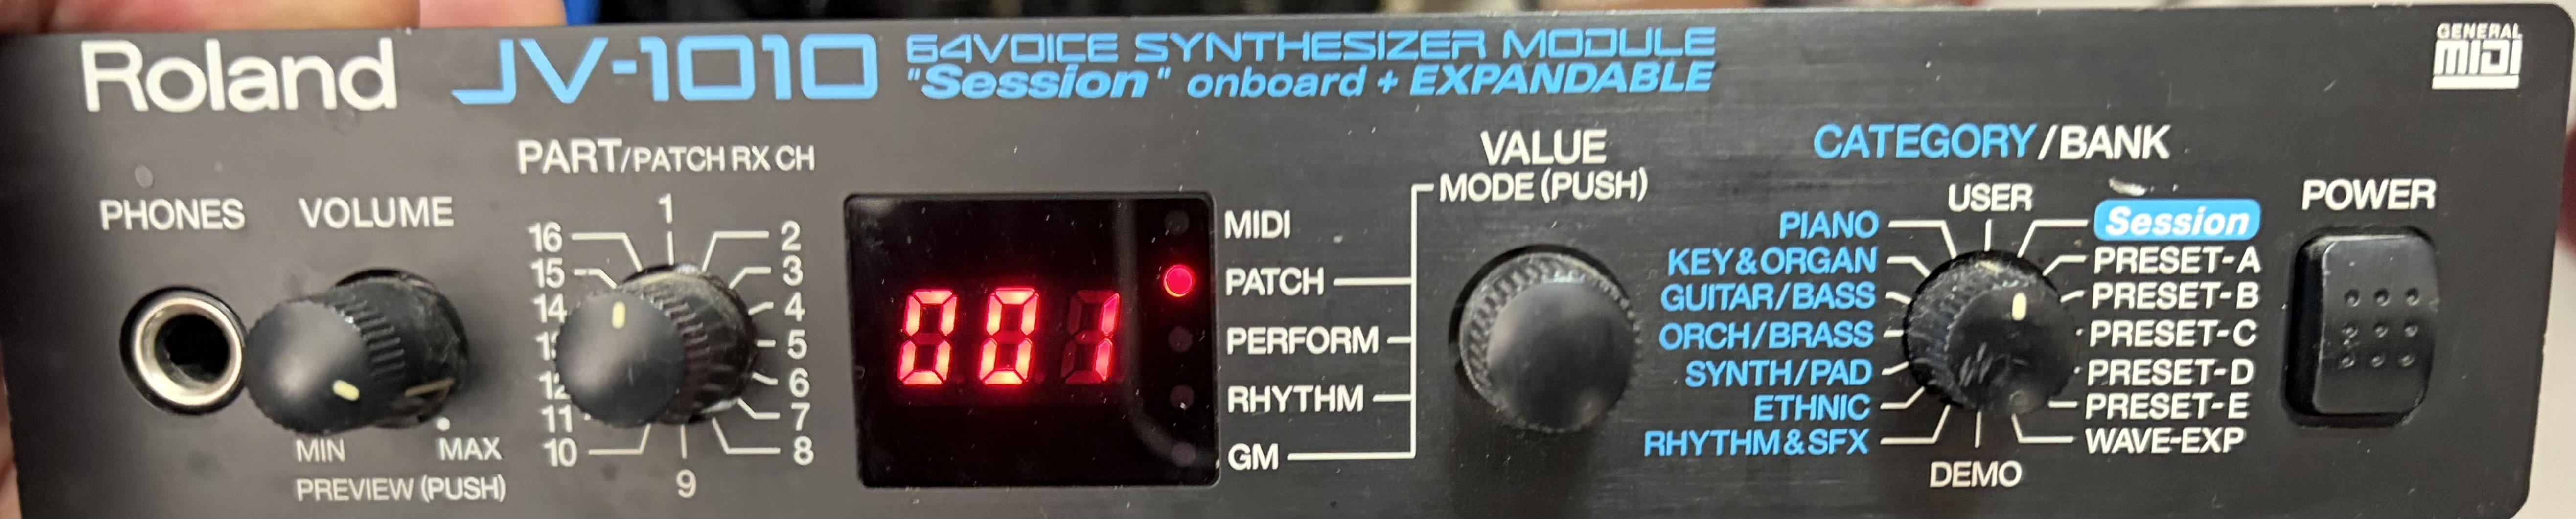 Roland JV-1010 64VOICE SYNTHESIZER MODULE
"Session" onboard + EXPANDABLE
GENERAL
MIDI
PHONES
VOLUME
MIN MAX
PREVIEW (PUSH)
PART/PATCH RX CH
1
2
3
4
5
6
7
8
9
10
11
12
14
15
16
001
MIDI
PATCH
PERFORM
RHYTHM
GM
VALUE
MODE (PUSH)
CATEGORY/BANK
USER
PIANO
KEY&ORGAN
GUITAR/BASS
ORCH/BRASS
SYNTH/PAD
ETHNIC
RHYTHM&SFX
Session
PRESET-A
PRESET-B
PRESET-C
PRESET-D
PRESET-E
WAVE-EXP
DEMO
POWER